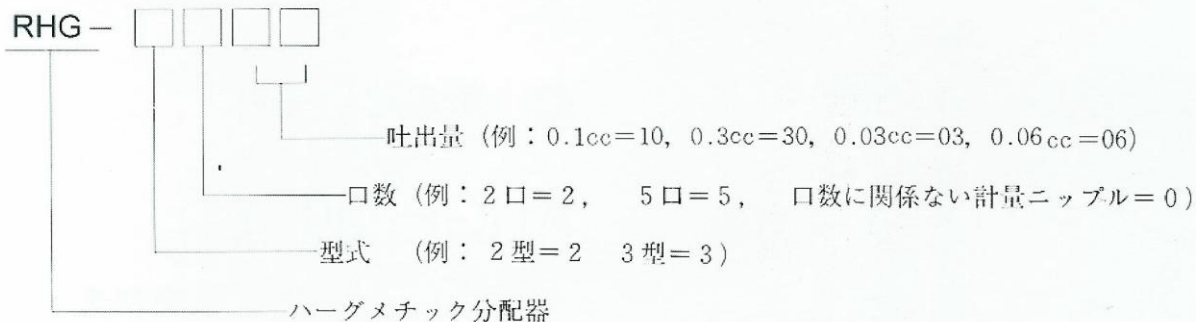 RHG-
吐出量 (例：0.1cc=10, 0.3cc=30, 0.03cc=03, 0.06cc=06)
口数 (例：2口=2, 5口=5, 口数に関係ない計量ニップル=0)
型式 (例：2型=2 3型=3)
ハーグメチック分配器